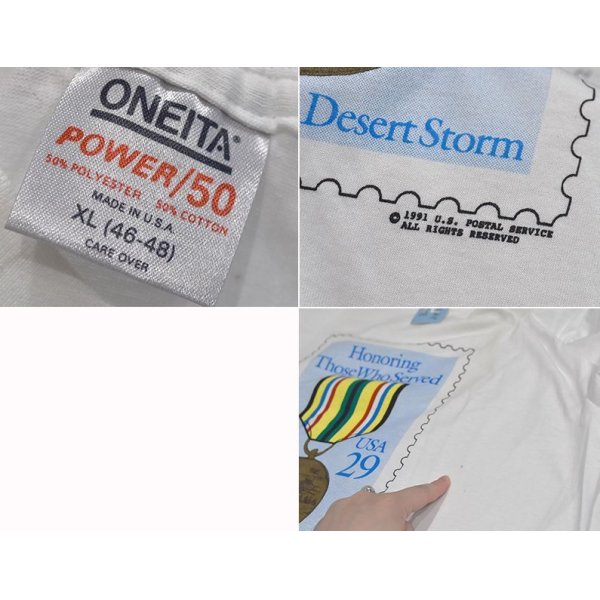 ONEITA®
POWER/50
50% POLYESTER 50% COTTON
MADE IN U.S.A.
XL (46-48)
CARE OVER
Desert Storm
© 1991 U.S. POSTAL SERVICE
ALL RIGHTS RESERVED
Honoring
Those Who Served
USA
29